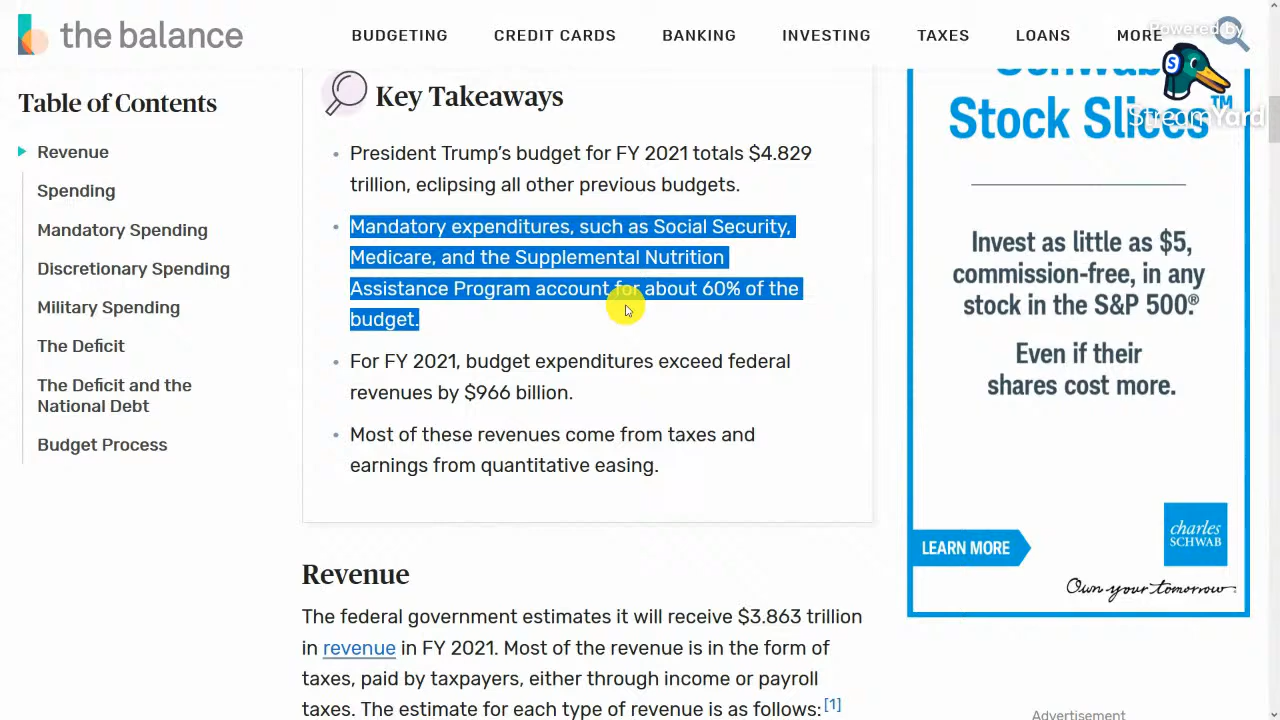 the balance
BUDGETING CREDIT CARDS BANKING INVESTING TAXES LOANS MORE
Powered by
S
StreamYard
Table of Contents
Revenue
Spending
Mandatory Spending
Discretionary Spending
Military Spending
The Deficit
The Deficit and the
National Debt
Budget Process
Key Takeaways
President Trump's budget for FY 2021 totals $4.829
trillion, eclipsing all other previous budgets.
Mandatory expenditures, such as Social Security,
Medicare, and the Supplemental Nutrition
Assistance Program account for about 60% of the
budget.
For FY 2021, budget expenditures exceed federal
revenues by $966 billion.
Most of these revenues come from taxes and
earnings from quantitative easing.
Revenue
The federal government estimates it will receive $3.863 trillion
in revenue in FY 2021. Most of the revenue is in the form of
taxes, paid by taxpayers, either through income or payroll
taxes. The estimate for each type of revenue is as follows:[1]
Schwab
Stock Slices™
Invest as little as $5,
commission-free, in any
stock in the S&P 500.®
Even if their
shares cost more.
charles
SCHWAB
LEARN MORE
Own your tomorrow
Advertisement